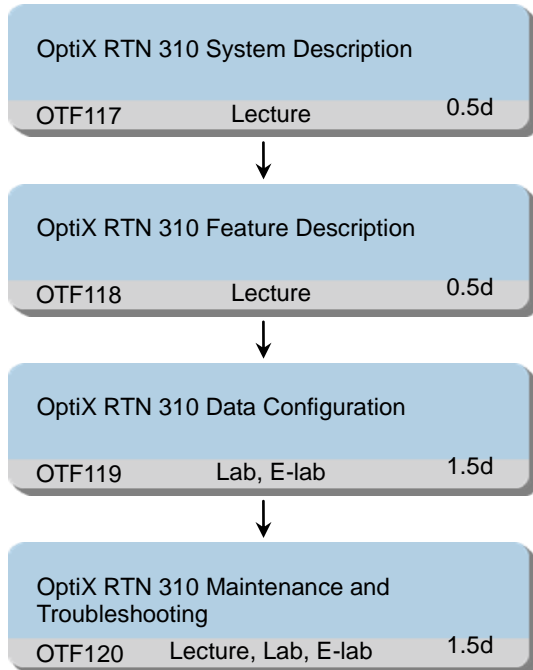 OptiX RTN 310 System Description
OTF117 Lecture 0.5d
OptiX RTN 310 Feature Description
OTF118 Lecture 0.5d
OptiX RTN 310 Data Configuration
OTF119 Lab, E-lab 1.5d
OptiX RTN 310 Maintenance and
Troubleshooting
OTF120 Lecture, Lab, E-lab 1.5d